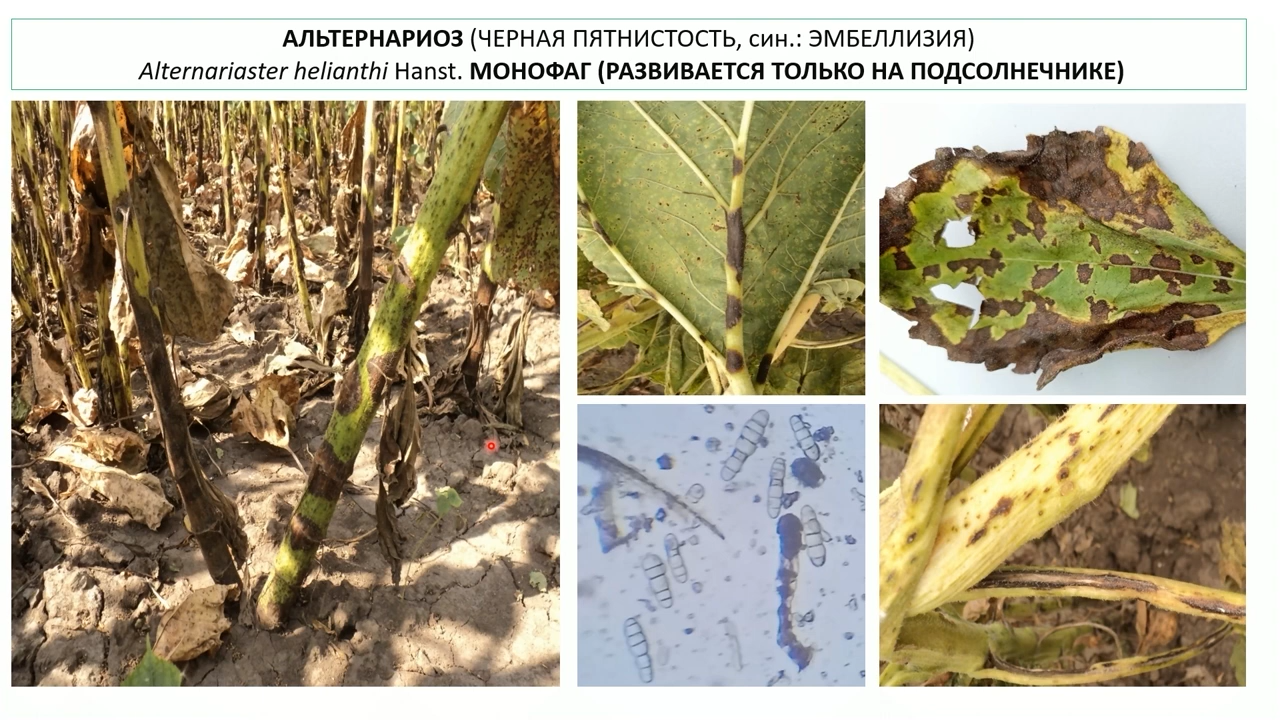 АЛЬТЕРНАРИОЗ (ЧЕРНАЯ ПЯТНИСТОСТЬ, син.: ЭМБЕЛЛИЗИЯ)
Alternariaster helianthi Hanst. МОНОФАГ (РАЗВИВАЕТСЯ ТОЛЬКО НА ПОДСОЛНЕЧНИКЕ)